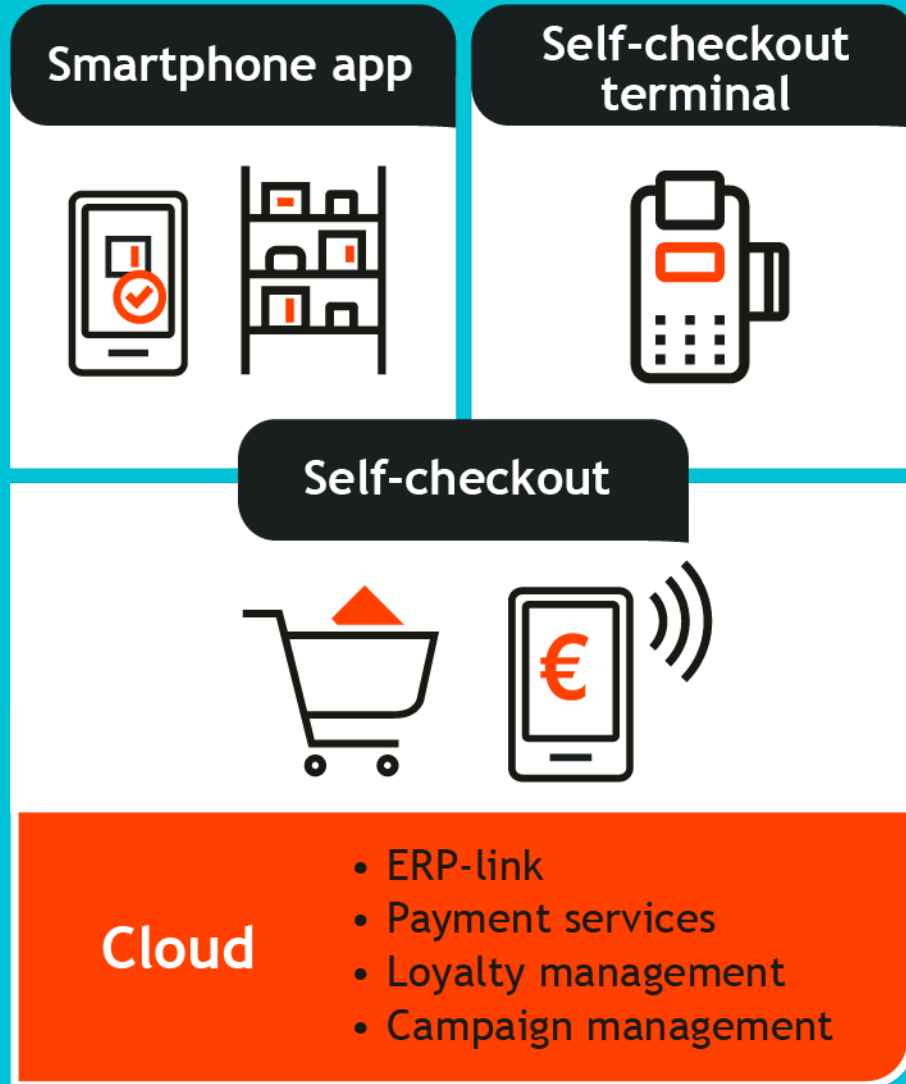 Smartphone app
Self-checkout
terminal
Self-checkout
€
Cloud
• ERP-link
• Payment services
• Loyalty management
• Campaign management